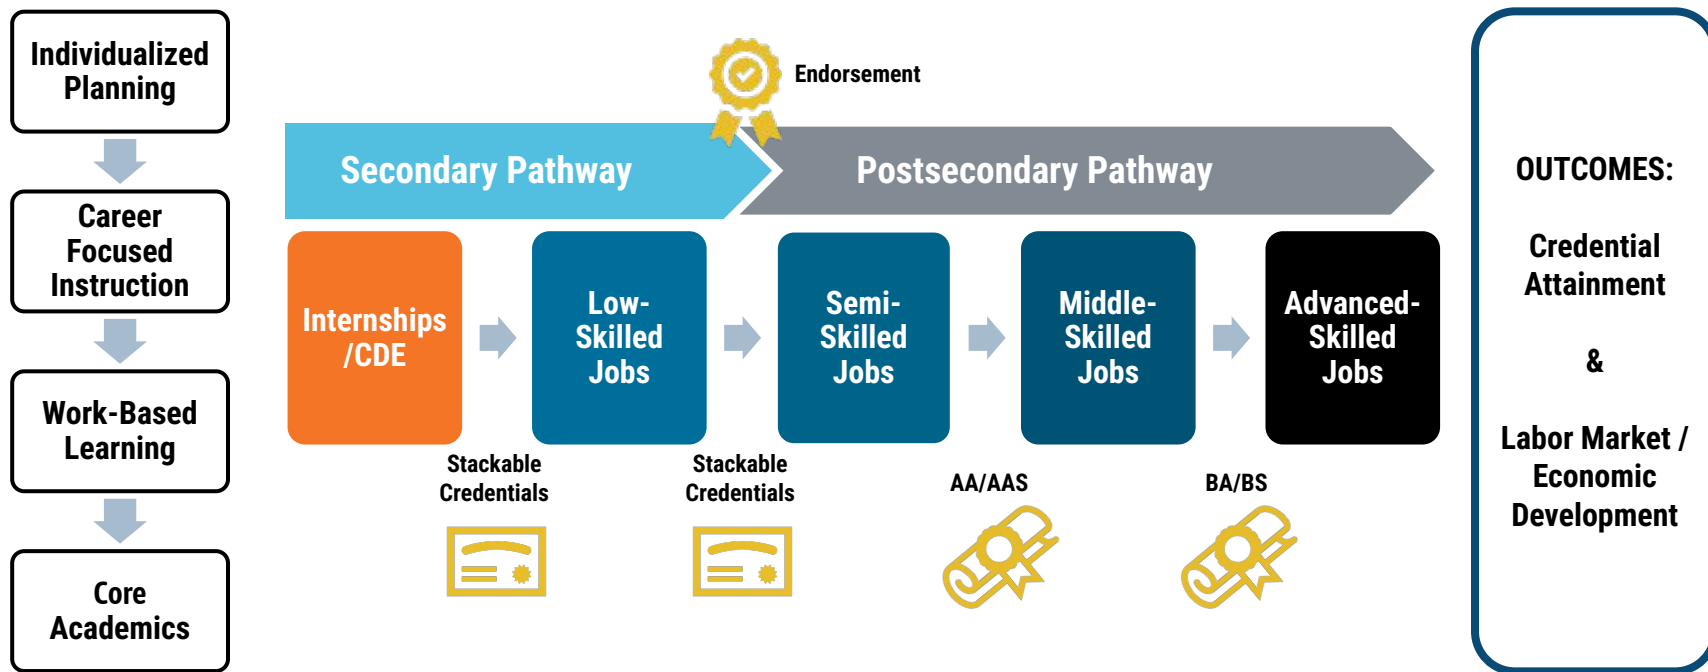 Individualized
Planning
Career
Focused
Instruction
Work-Based
Learning
Core
Academics
Endorsement
Secondary Pathway
Postsecondary Pathway
Internships
/CDE
Low-
Skilled
Jobs
Semi-
Skilled
Jobs
Middle-
Skilled
Jobs
Advanced-
Skilled
Jobs
Stackable
Credentials
Stackable
Credentials
AA/AAS
BA/BS
OUTCOMES:
Credential
Attainment
&
Labor Market /
Economic
Development